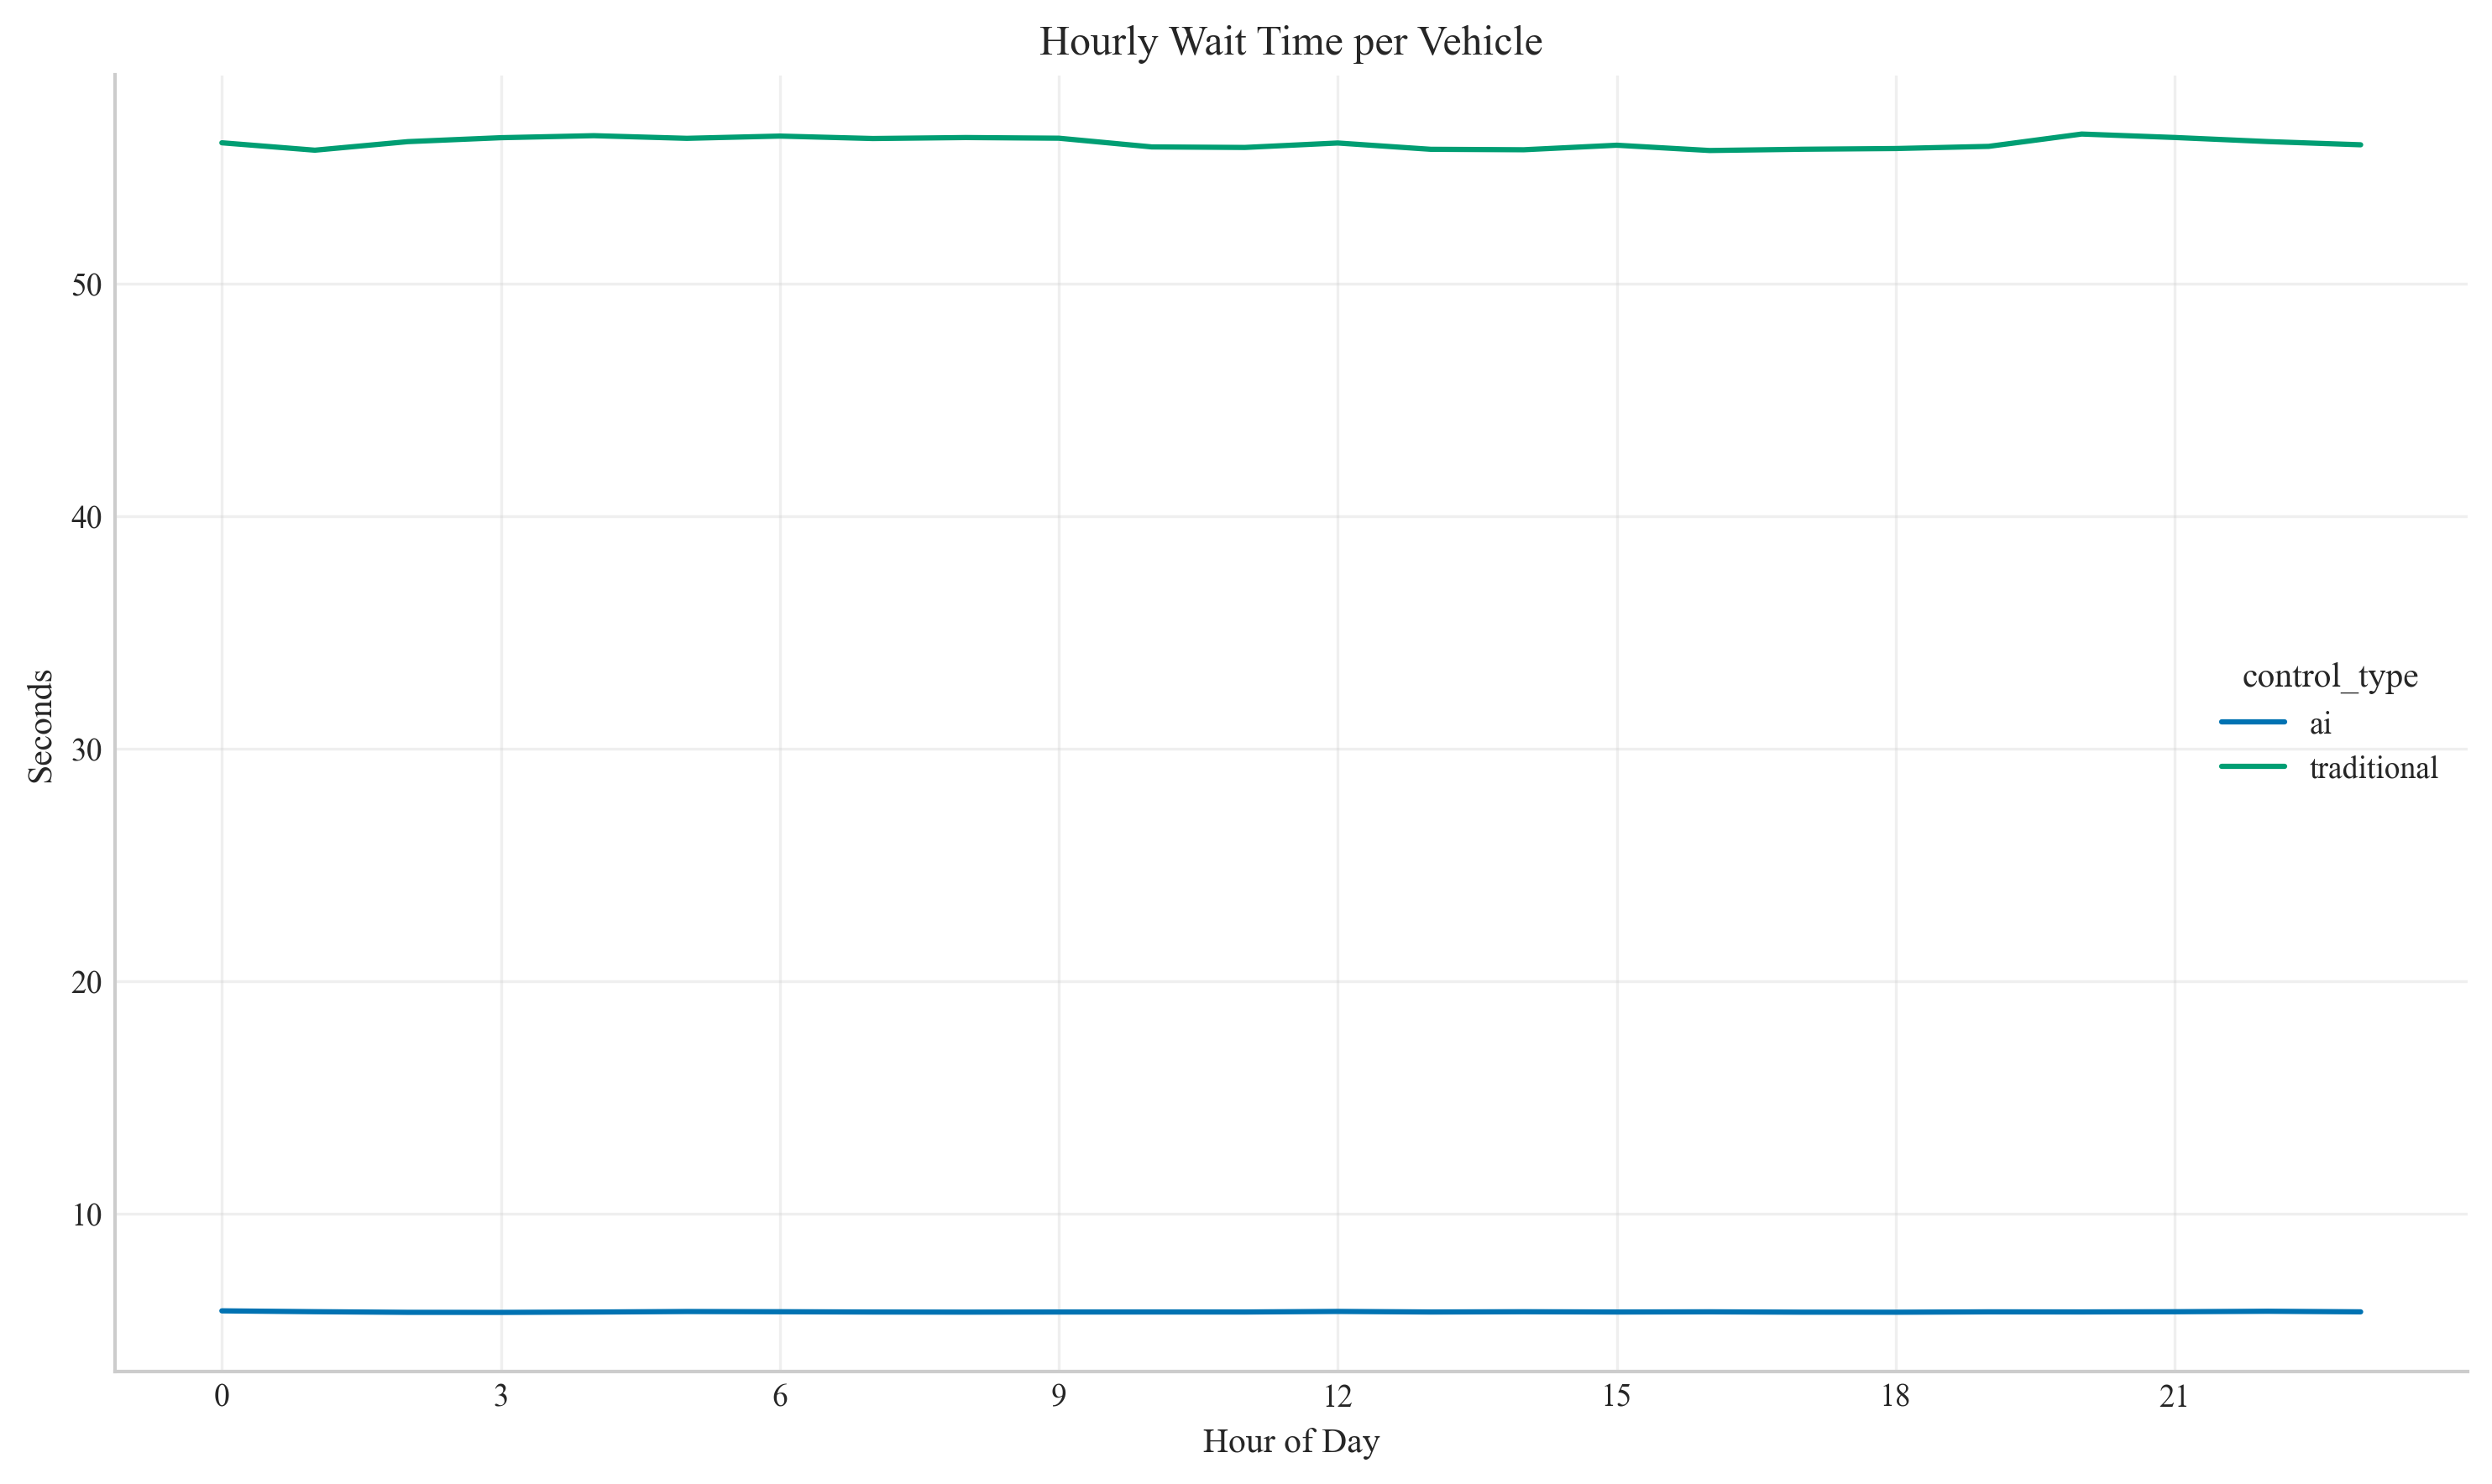 Hourly Wait Time per Vehicle
Seconds
50
40
30
20
10
control_type
ai
traditional
0 3 6 9 12 15 18 21
Hour of Day